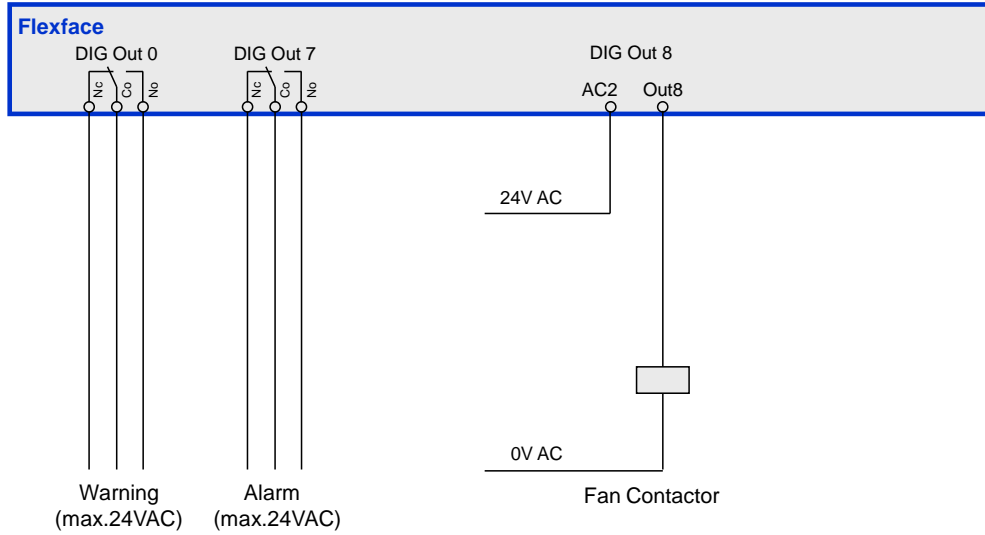 Flexface
DIG Out 0
DIG Out 7
DIG Out 8
Nc
Co
No
Nc
Co
No
AC2
Out8
24V AC
0V AC
Warning
(max.24VAC)
Alarm
(max.24VAC)
Fan Contactor